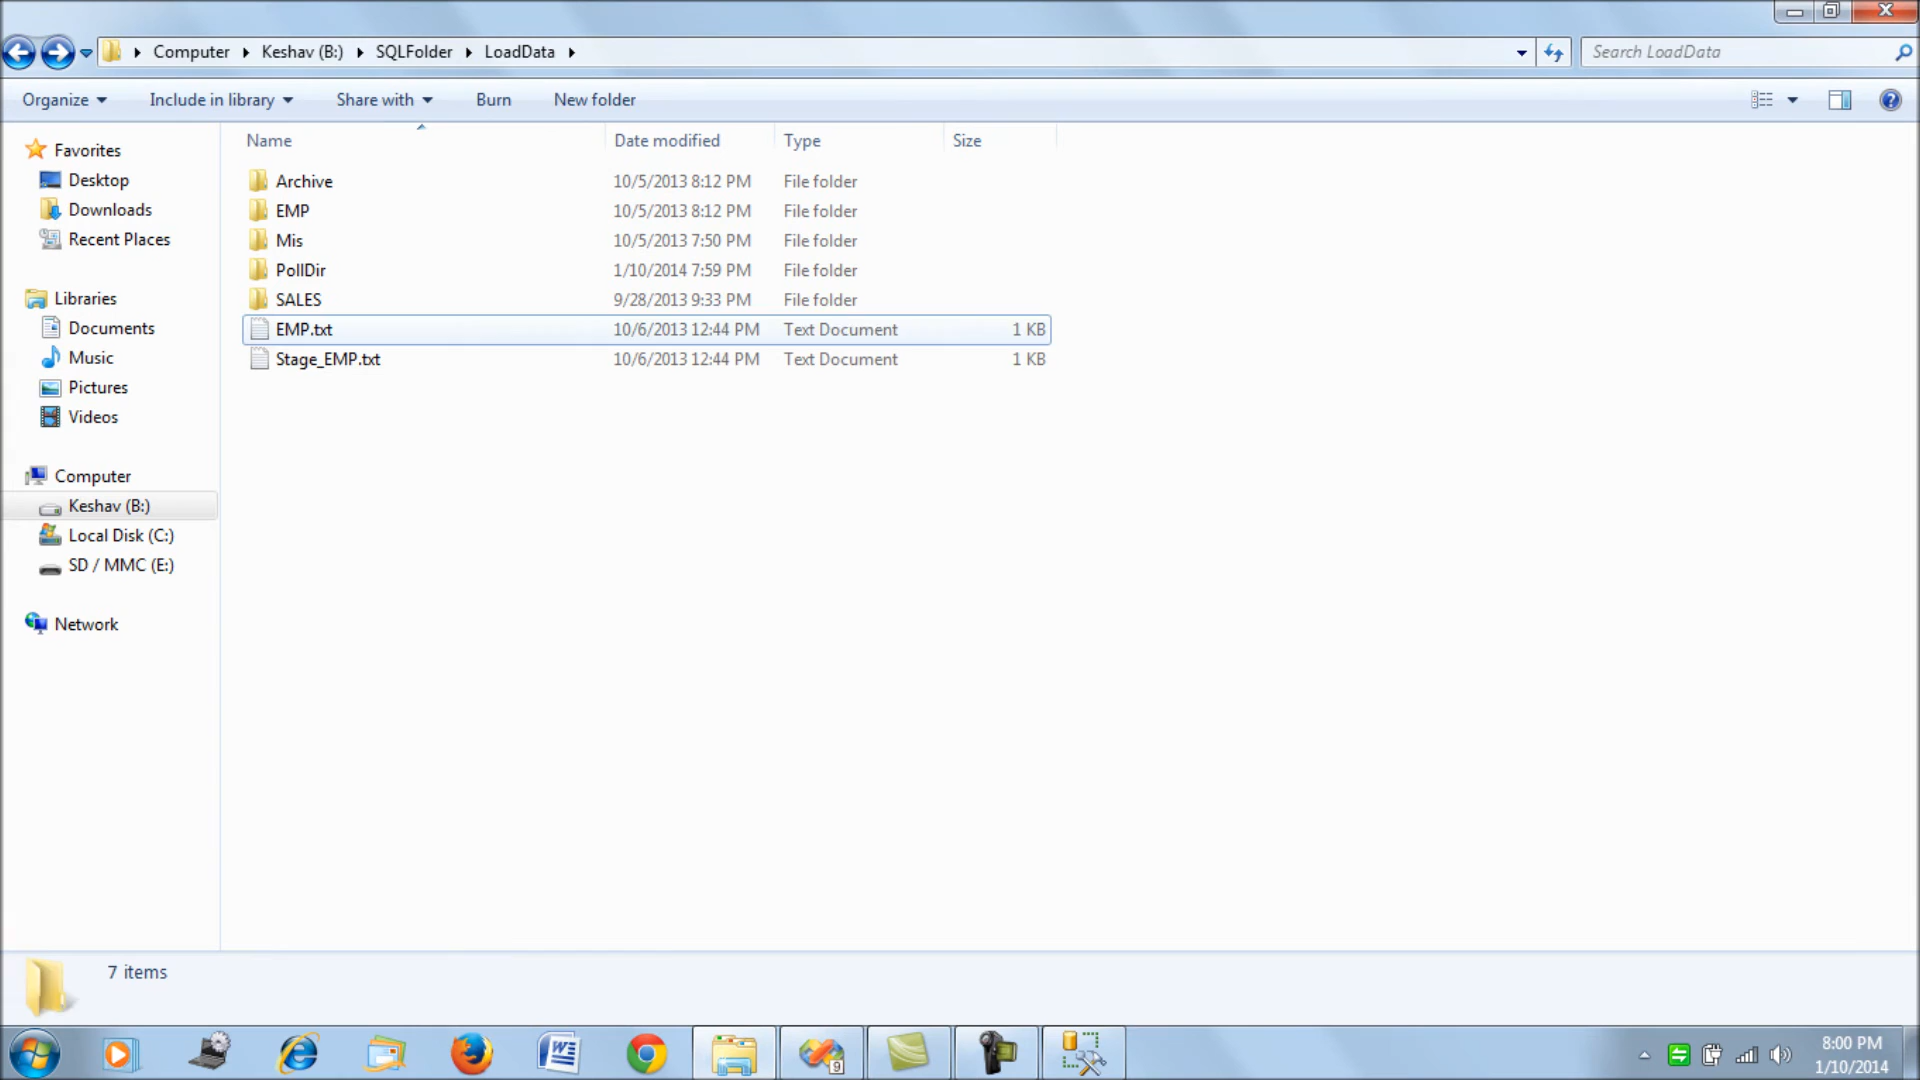 Computer Keshav (B:) SQLFolder LoadData
Search LoadData
Organize Include in library Share with Burn New folder
Name Date modified Type Size
Favorites
Desktop
Downloads
Recent Places
Libraries
Documents
Music
Pictures
Videos
Computer
Keshav (B:)
Local Disk (C:)
SD / MMC (E:)
Network
Archive 10/5/2013 8:12 PM File folder
EMP 10/5/2013 8:12 PM File folder
Mis 10/5/2013 7:50 PM File folder
PollDir 1/10/2014 7:59 PM File folder
SALES 9/28/2013 9:33 PM File folder
EMP.txt 10/6/2013 12:44 PM Text Document 1 KB
Stage_EMP.txt 10/6/2013 12:44 PM Text Document 1 KB
7 items
9
8:00 PM
1/10/2014